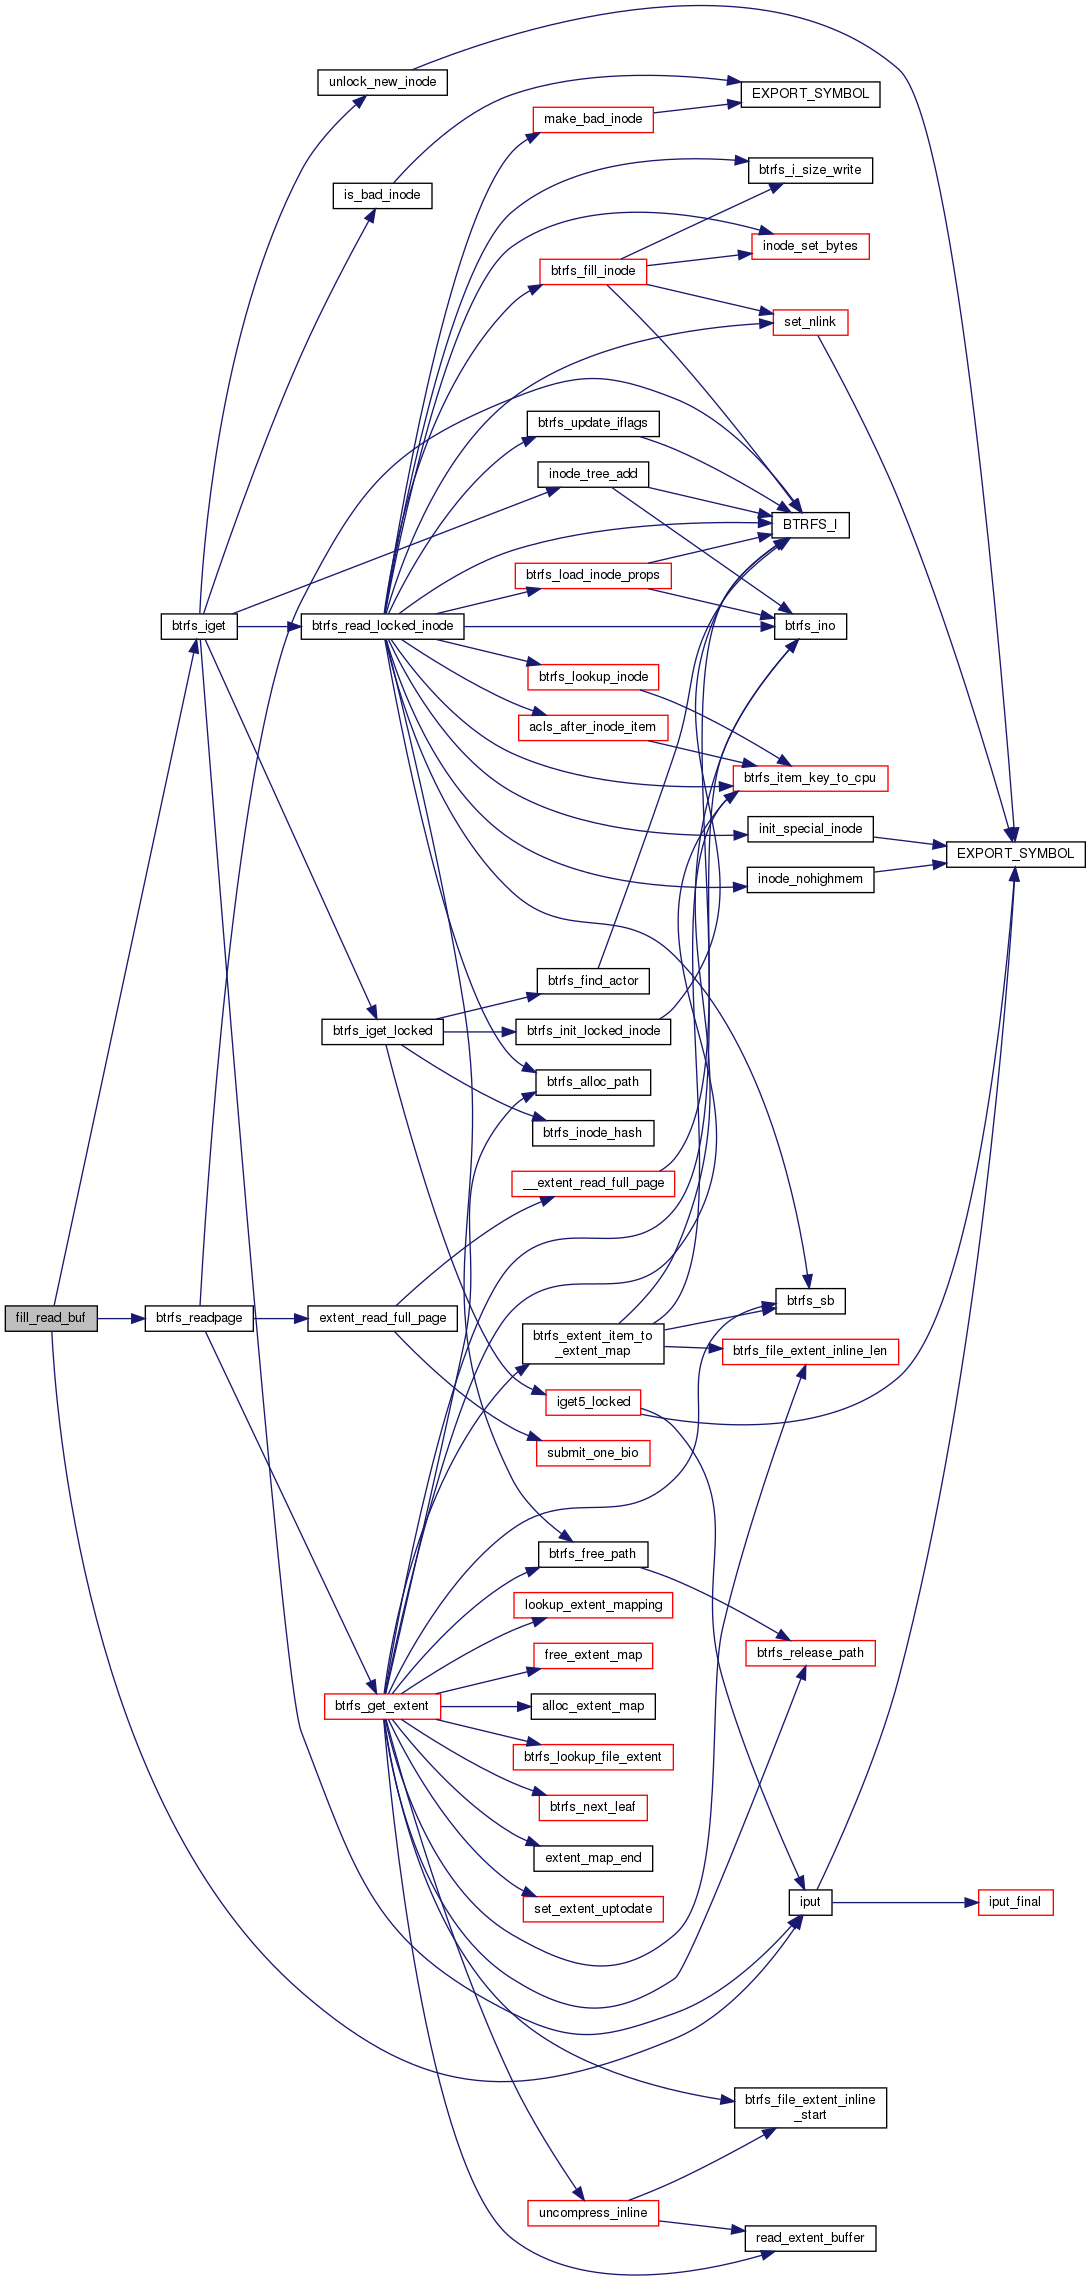 unlock_new_inode
EXPORT_SYMBOL
make_bad_inode
btrfs_i_size_write
is_bad_inode
inode_set_bytes
btrfs_fill_inode
set_nlink
btrfs_update_iflags
inode_tree_add
BTRFS_I
btrfs_load_inode_props
btrfs_iget
btrfs_read_locked_inode
btrfs_ino
btrfs_lookup_inode
acls_after_inode_item
btrfs_item_key_to_cpu
init_special_inode
EXPORT_SYMBOL
inode_nohighmem
btrfs_find_actor
btrfs_iget_locked
btrfs_init_locked_inode
btrfs_alloc_path
btrfs_inode_hash
__extent_read_full_page
btrfs_sb
fill_read_buf
btrfs_readpage
extent_read_full_page
btrfs_extent_item_to
_extent_map
btrfs_file_extent_inline_len
iget5_locked
submit_one_bio
btrfs_free_path
lookup_extent_mapping
free_extent_map
btrfs_release_path
btrfs_get_extent
alloc_extent_map
btrfs_lookup_file_extent
btrfs_next_leaf
extent_map_end
set_extent_uptodate
iput
iput_final
btrfs_file_extent_inline
_start
uncompress_inline
read_extent_buffer